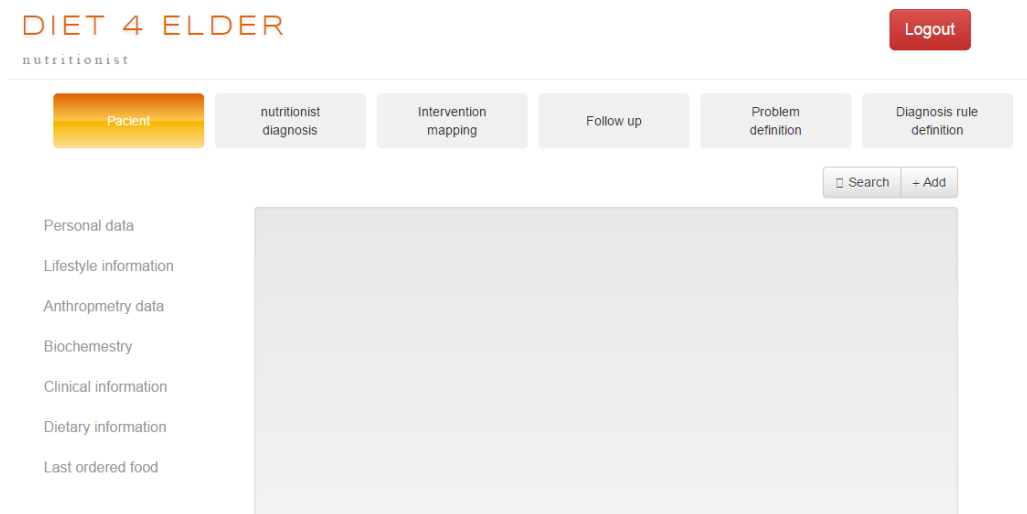 DIET 4 ELDER
Logout
nutritionist
Pacient
nutritionist
diagnosis
Intervention
mapping
Follow up
Problem
definition
Diagnosis rule
definition
Search
+ Add
Personal data
Lifestyle information
Anthropmetry data
Biochemestry
Clinical information
Dietary information
Last ordered food